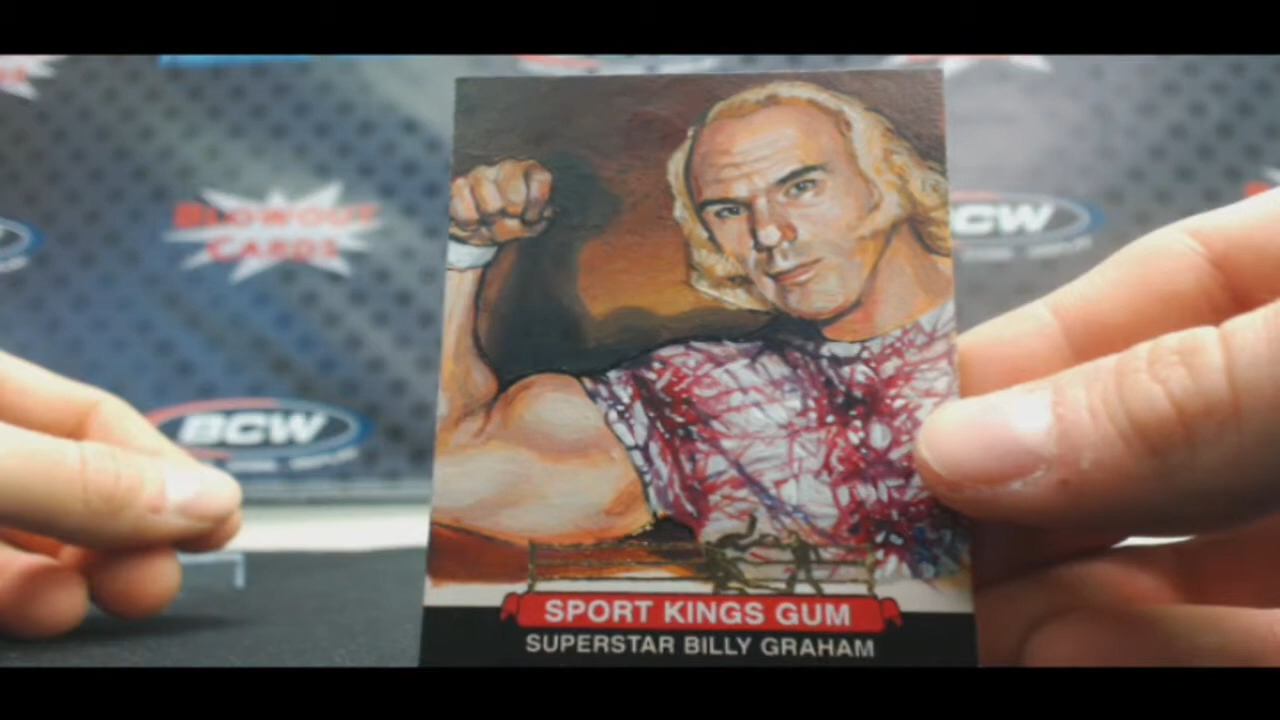 BLOWOUT
CARDS
BCW
BCW
SPORT KINGS GUM
SUPERSTAR BILLY GRAHAM